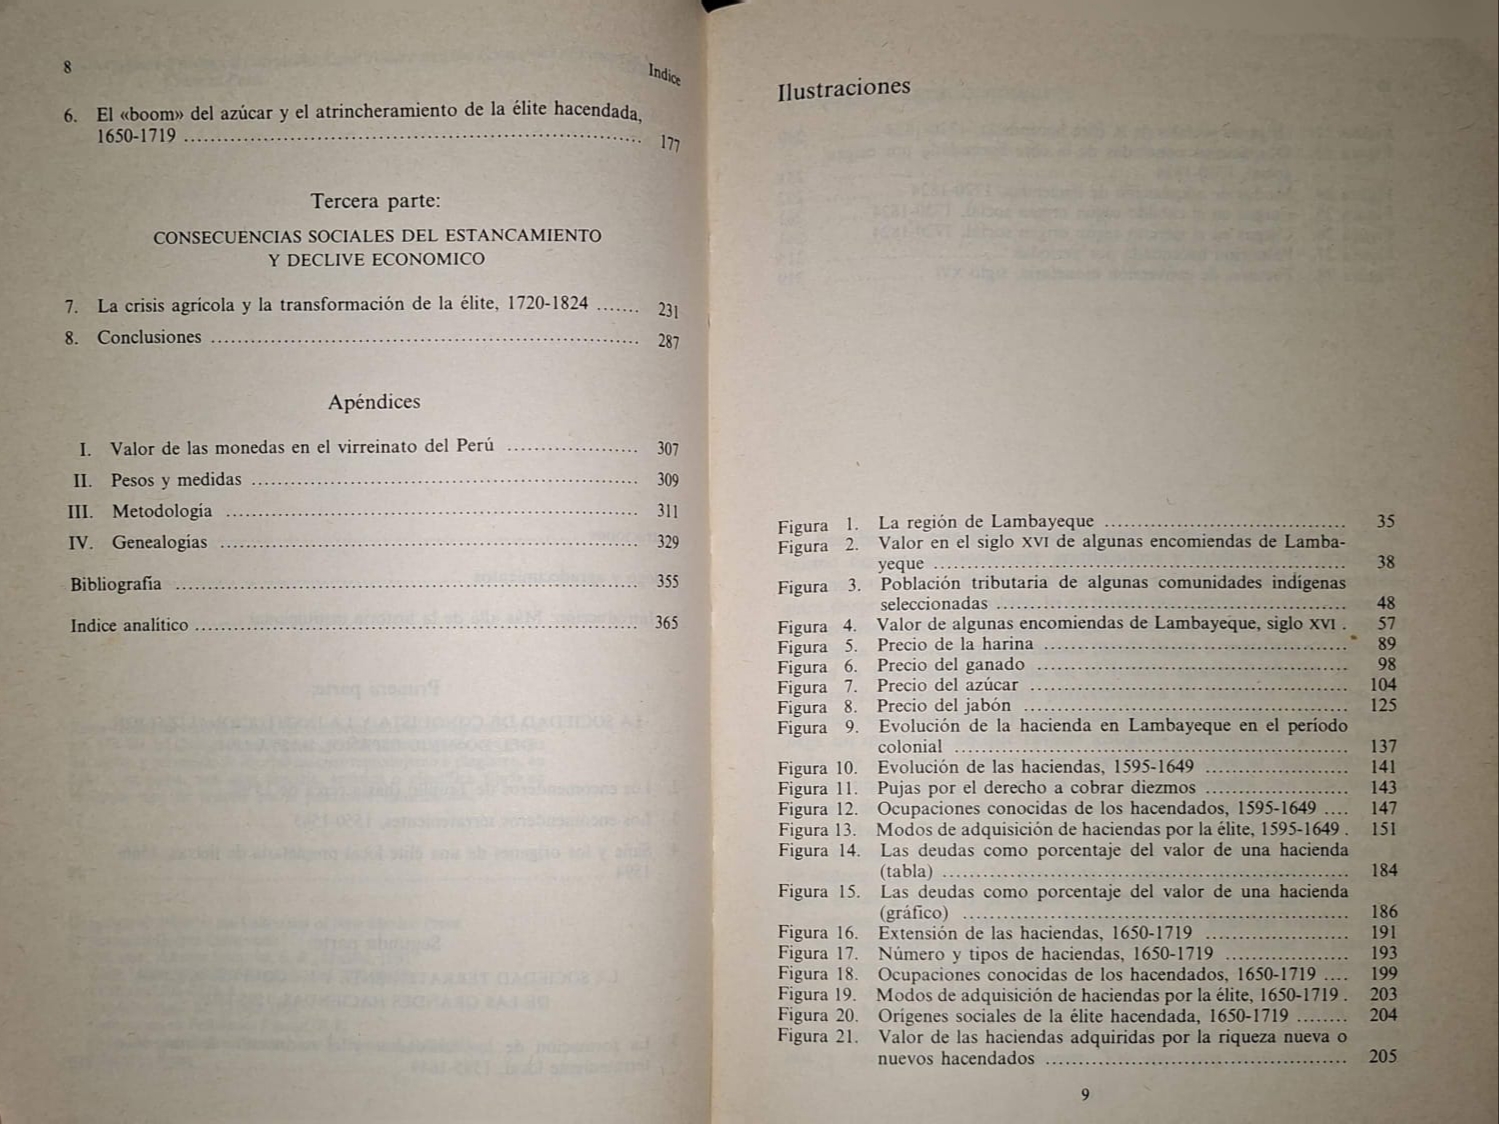 8
Indice
6. El «boom» del azúcar y el atrincheramiento de la élite hacendada,
1650-1719 ........ 177
Tercera parte:
CONSECUENCIAS SOCIALES DEL ESTANCAMIENTO
Y DECLIVE ECONOMICO
7. La crisis agrícola y la transformación de la élite, 1720-1824 ....... 231
8. Conclusiones ........ 287
Apéndices
I. Valor de las monedas en el virreinato del Perú ........ 307
II. Pesos y medidas ........ 309
III. Metodología ........ 311
IV. Genealogías ........ 329
Bibliografía ........ 355
Indice analítico ........ 365
Ilustraciones
Figura 1. La región de Lambayeque ........ 35
Figura 2. Valor en el siglo XVI de algunas encomiendas de Lamba-
yeque ........ 38
Figura 3. Población tributaria de algunas comunidades indígenas
seleccionadas ........ 48
Figura 4. Valor de algunas encomiendas de Lambayeque, siglo XVI . 57
Figura 5. Precio de la harina ........ 89
Figura 6. Precio del ganado ........ 98
Figura 7. Precio del azúcar ........ 104
Figura 8. Precio del jabón ........ 125
Figura 9. Evolución de la hacienda en Lambayeque en el período
colonial ........ 137
Figura 10. Evolución de las haciendas, 1595-1649 ........ 141
Figura 11. Pujas por el derecho a cobrar diezmos ........ 143
Figura 12. Ocupaciones conocidas de los hacendados, 1595-1649 .... 147
Figura 13. Modos de adquisición de haciendas por la élite, 1595-1649 . 151
Figura 14. Las deudas como porcentaje del valor de una hacienda
(tabla) ........ 184
Figura 15. Las deudas como porcentaje del valor de una hacienda
(gráfico) ........ 186
Figura 16. Extensión de las haciendas, 1650-1719 ........ 191
Figura 17. Número y tipos de haciendas, 1650-1719 ........ 193
Figura 18. Ocupaciones conocidas de los hacendados, 1650-1719 .... 199
Figura 19. Modos de adquisición de haciendas por la élite, 1650-1719 . 203
Figura 20. Orígenes sociales de la élite hacendada, 1650-1719 ........ 204
Figura 21. Valor de las haciendas adquiridas por la riqueza nueva o
nuevos hacendados ........ 205
9